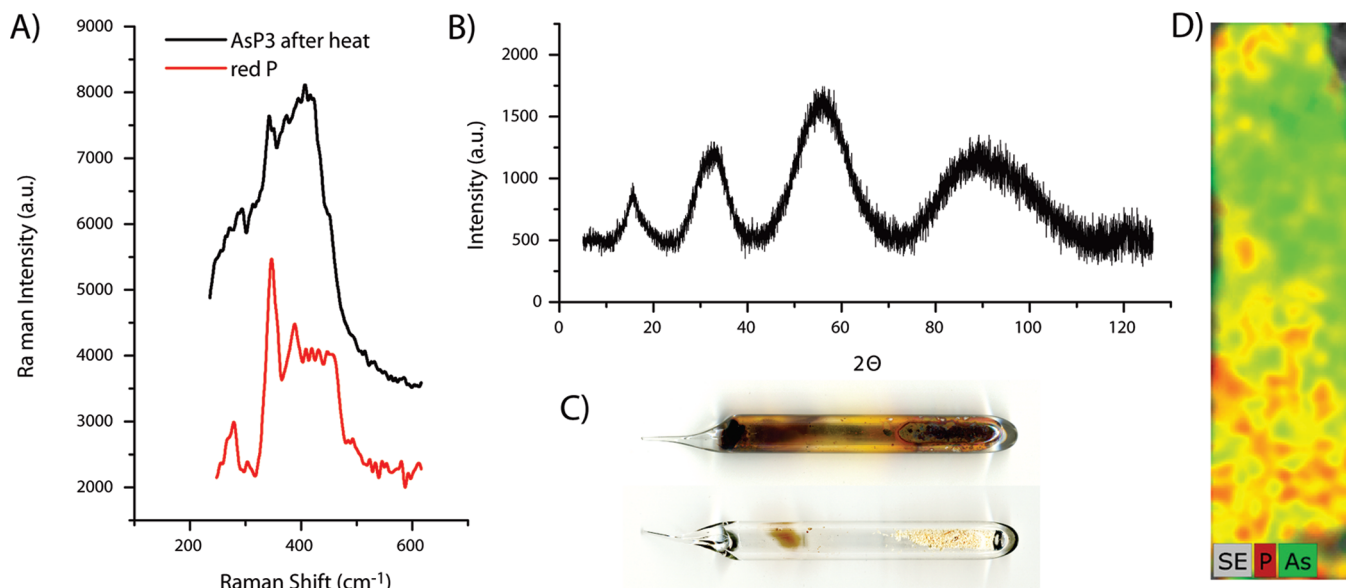 A)
9000
8000
7000
6000
5000
4000
3000
2000
Ra man Intensity (a.u.)
AsP3 after heat
red P
200
400
600
Raman Shift (cm-1)
B)
2000
1500
1000
500
0
Intensity (a.u.)
0
20
40
60
80
100
120
2Θ
C)
D)
SE P As